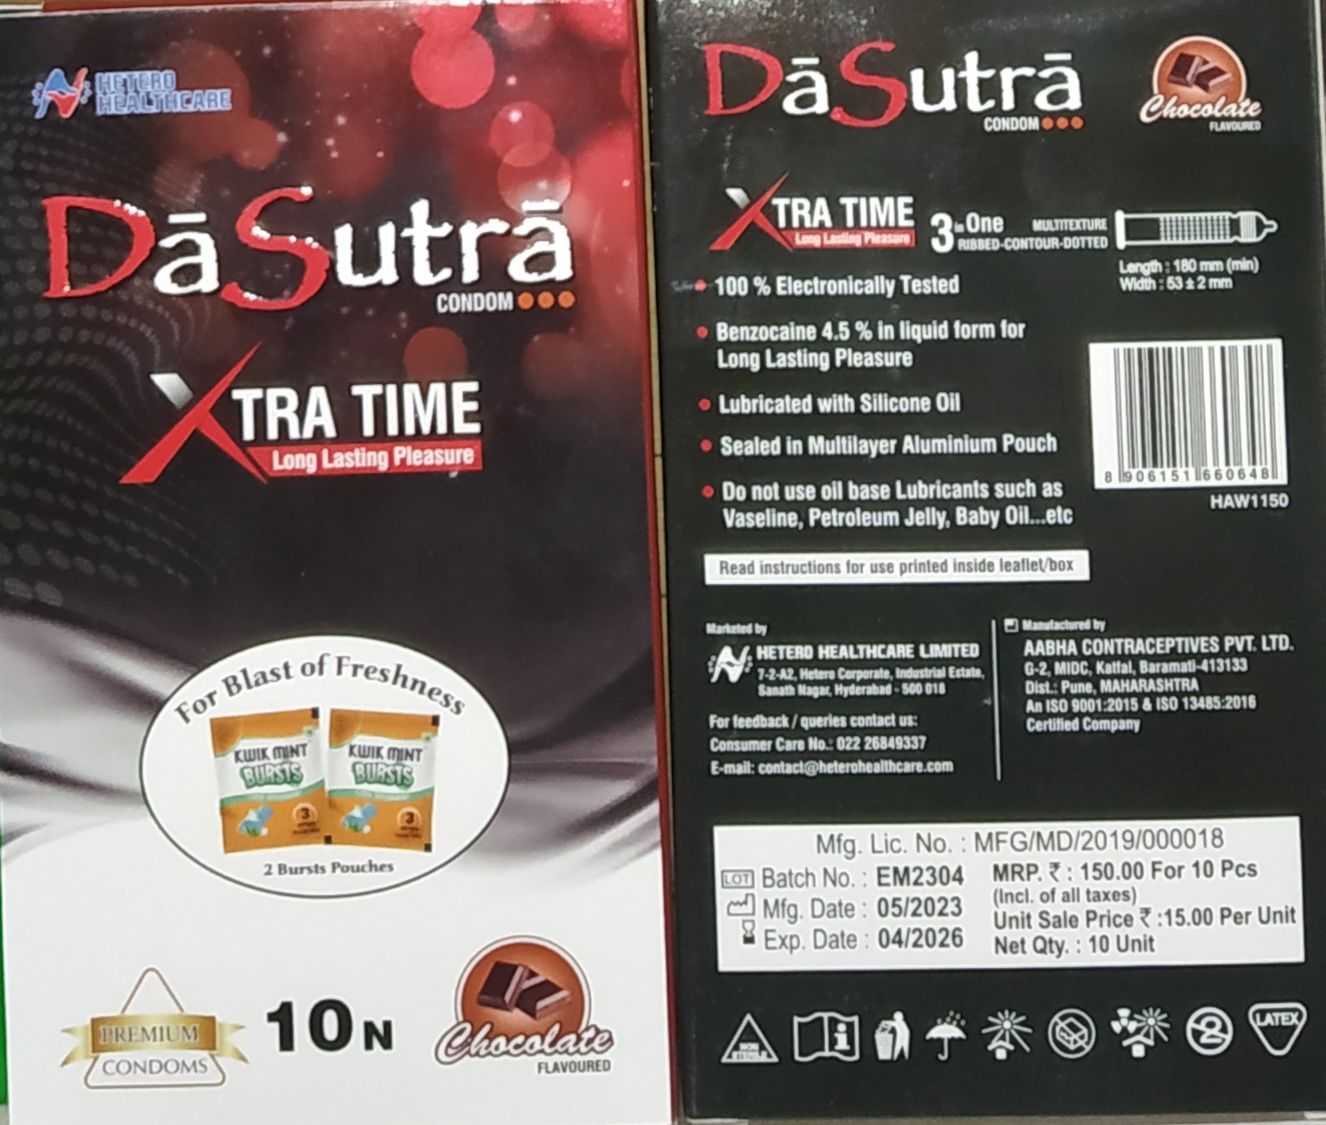 HETERO
HEALTHCARE
DāSutrā
CONDOM
XTRA TIME
Long Lasting Pleasure
For Blast of Freshness
KWIK MINT
BURSTS
3
KWIK MINT
BURSTS
3
2 Bursts Pouches
PREMIUM
CONDOMS
10N
Chocolate
FLAVOURED
DāSutrā
CONDOM
Chocolate
FLAVOURED
XTRA TIME
Long Lasting Pleasure
3 in One
MULTITEXTURE
RIBBED-CONTOUR-DOTTED
Length : 180 mm (min)
Width : 53 ± 2 mm
100 % Electronically Tested
Benzocaine 4.5 % in liquid form for
Long Lasting Pleasure
Lubricated with Silicone Oil
Sealed in Multilayer Aluminium Pouch
Do not use oil base Lubricants such as
Vaseline, Petroleum Jelly, Baby Oil...etc
8 906151 660648
HAW1150
Read instructions for use printed inside leaflet/box
Marketed by
HETERO HEALTHCARE LIMITED
7-2-A2, Hetero Corporate, Industrial Estate,
Sanath Nagar, Hyderabad - 500 018
For feedback / queries contact us:
Consumer Care No.: 022 26849337
E-mail: contact@heterohealthcare.com
Manufactured by
AABHA CONTRACEPTIVES PVT. LTD.
G-2, MIDC, Katfal, Baramati-413133
Dist.: Pune, MAHARASHTRA
An ISO 9001:2015 & ISO 13485:2016
Certified Company
Mfg. Lic. No. : MFG/MD/2019/000018
LOT Batch No. : EM2304
Mfg. Date : 05/2023
Exp. Date : 04/2026
MRP. ₹ : 150.00 For 10 Pcs
(Incl. of all taxes)
Unit Sale Price ₹ :15.00 Per Unit
Net Qty. : 10 Unit
NON
STERILE
i
2
LATEX